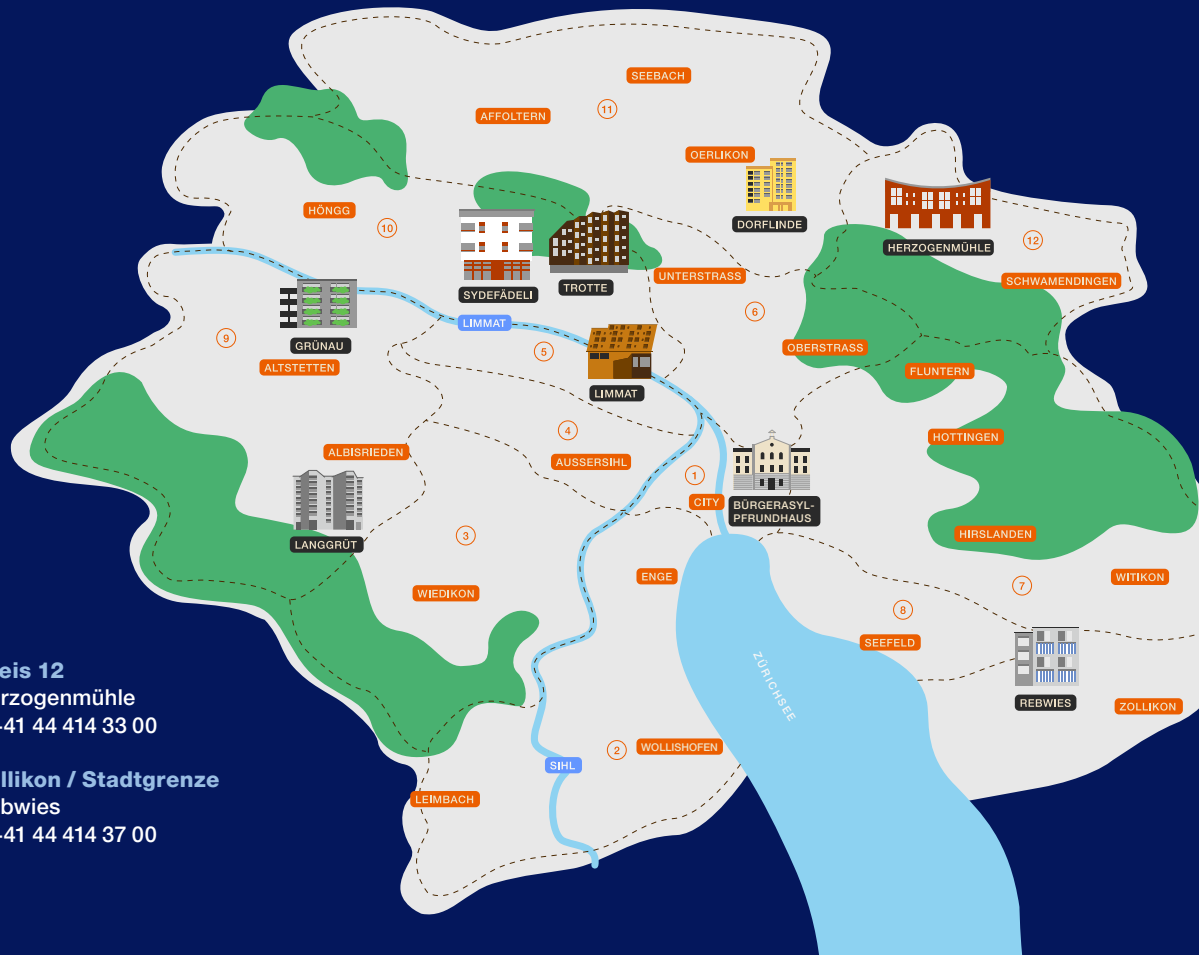 SEEBACH
11
AFFOLTERN
OERLIKON
DORFLINDE
HÖNGG
10
HERZOGENMÜHLE
12
SCHWAMENDINGEN
UNTERSTRASS
SYDEFÄDELI
TROTTE
6
LIMMAT
9
GRÜNAU
5
OBERSTRASS
ALTSTETTEN
FLUNTERN
LIMMAT
4
HOTTINGEN
ALBISRIEDEN
AUSSERSIHL
1
CITY
BÜRGERASYL-
PFRUNDHAUS
3
LANGGRÜT
HIRSLANDEN
ENGE
WITIKON
7
WIEDIKON
8
SEEFELD
ZÜRICHSEE
REBWIES
ZOLLIKON
2
WOLLISHOFEN
SIHL
LEIMBACH
eis 12
rzogenmühle
41 44 414 33 00
llikon / Stadtgrenze
bwies
41 44 414 37 00